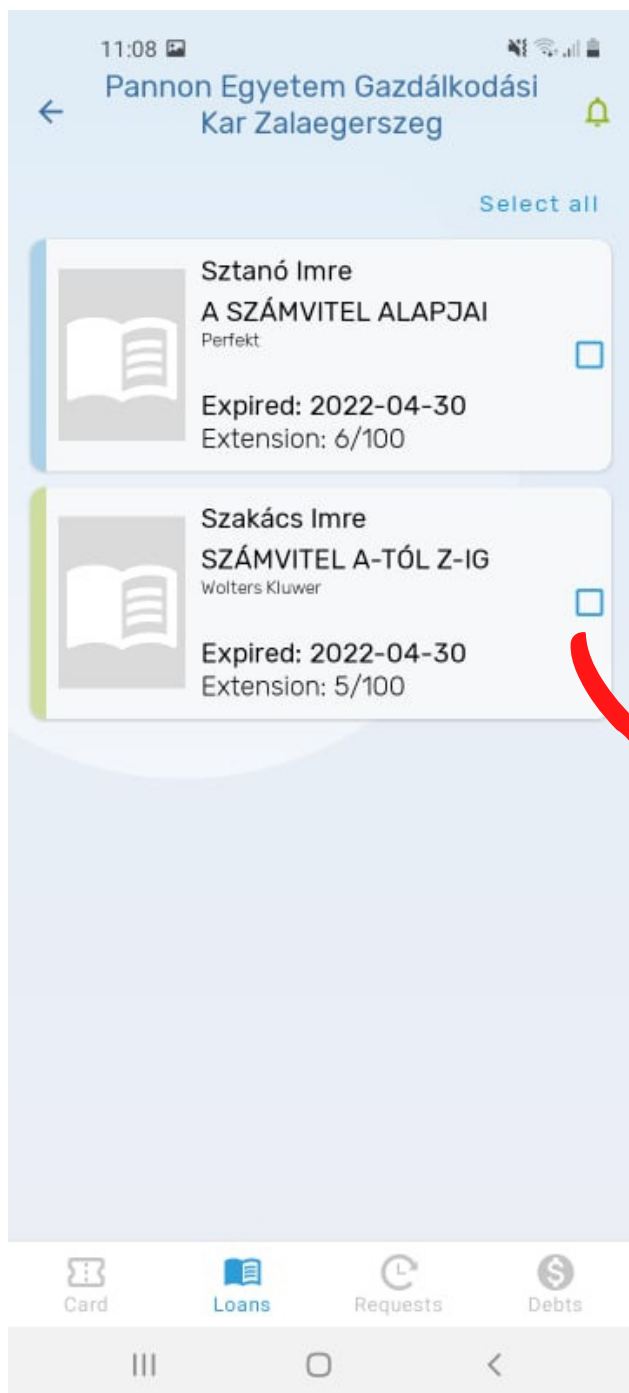 11:08
Pannon Egyetem Gazdálkodási
Kar Zalaegerszeg
Select all
Sztanó Imre
A SZÁMVITEL ALAPJAI
Perfekt
Expired: 2022-04-30
Extension: 6/100
Szakács Imre
SZÁMVITEL A-TÓL Z-IG
Wolters Kluwer
Expired: 2022-04-30
Extension: 5/100
Card Loans Requests Debts